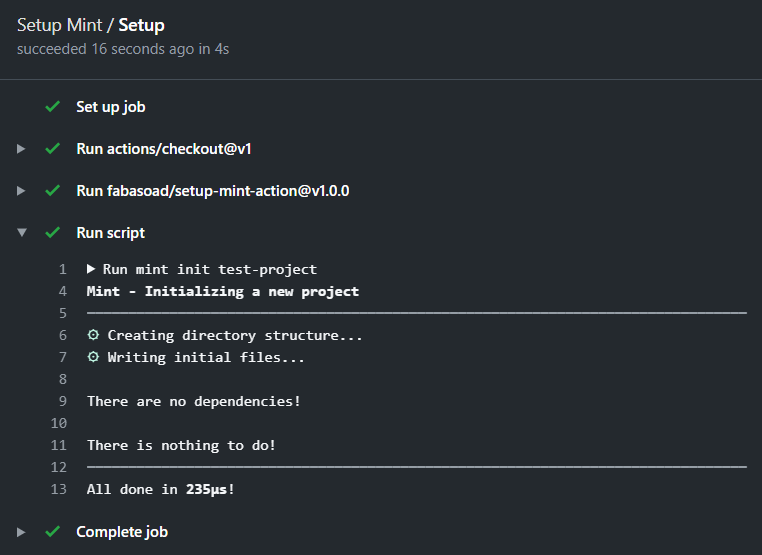 Setup Mint / Setup
succeeded 16 seconds ago in 4s
Set up job
Run actions/checkout@v1
Run fabasoad/setup-mint-action@v1.0.0
Run script
1 Run mint init test-project
4 Mint - Initializing a new project
5 ━━━━━━━━━━━━━━━━━━━━━━━━━━━━━━━━━━━━━━━━━━━━━━━━━━━━━━━━━━━━━━━━━━━━━━━━━━━━━━━━
6 ⚙ Creating directory structure...
7 ⚙ Writing initial files...
8
9 There are no dependencies!
10
11 There is nothing to do!
12 ━━━━━━━━━━━━━━━━━━━━━━━━━━━━━━━━━━━━━━━━━━━━━━━━━━━━━━━━━━━━━━━━━━━━━━━━━━━━━━━━
13 All done in 235μs!
Complete job